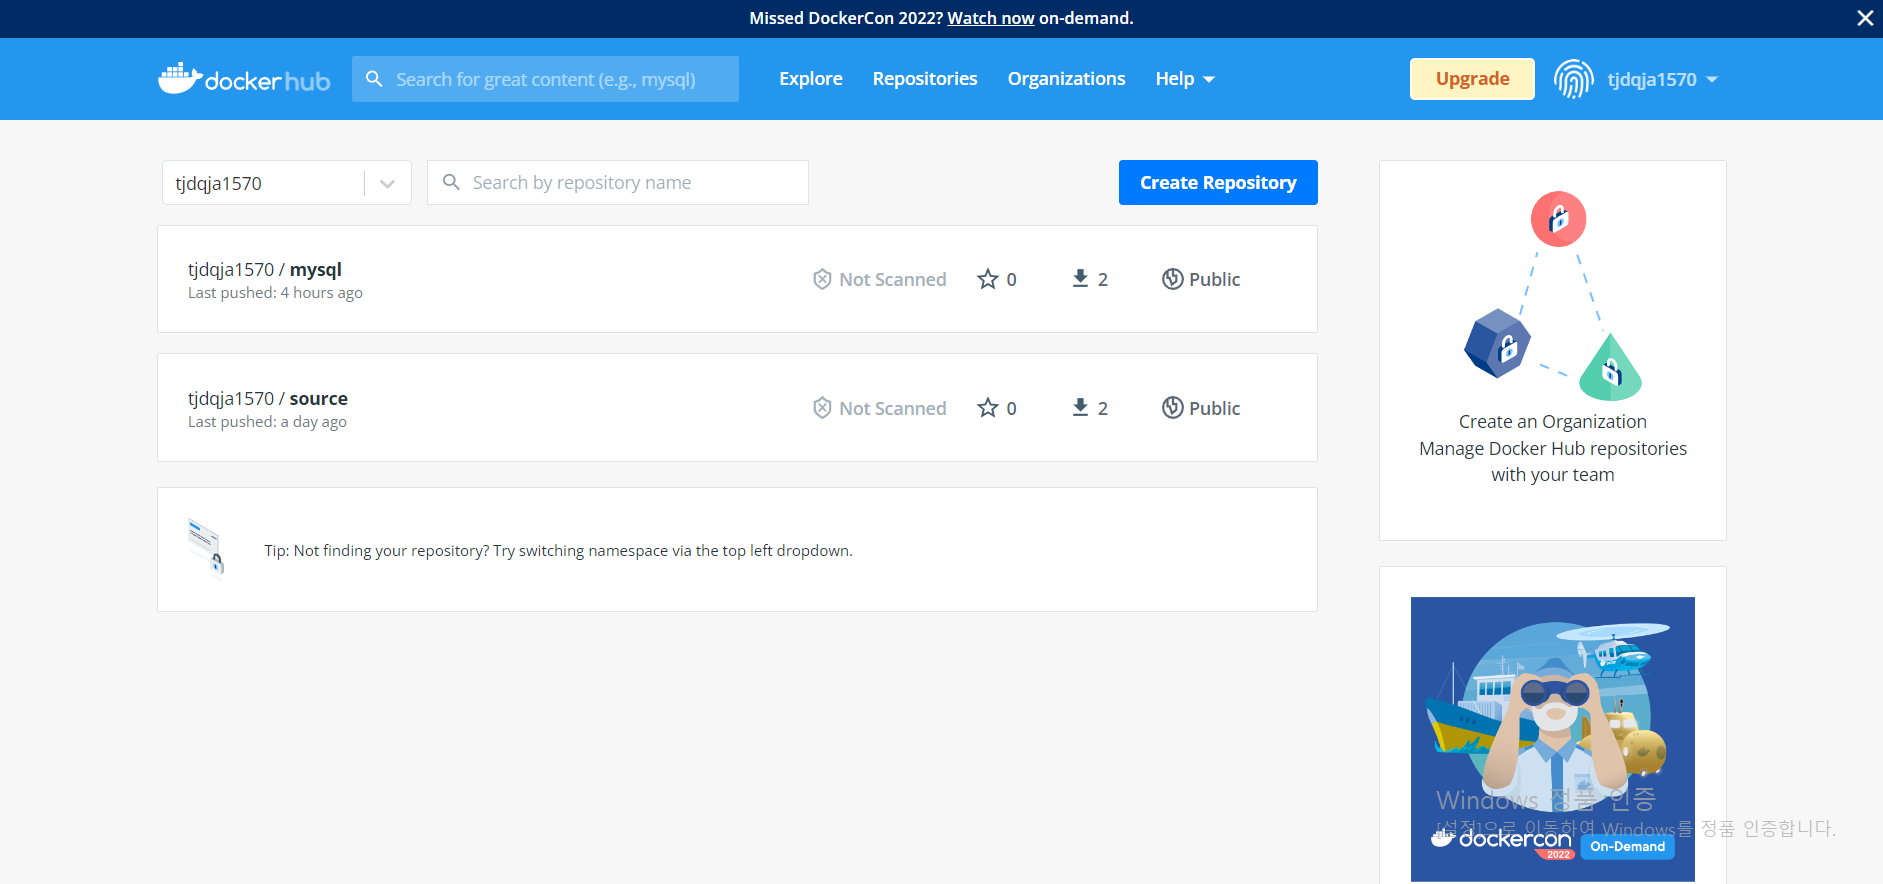 Missed DockerCon 2022? Watch now on-demand.
docker hub
Search for great content (e.g., mysql)
Explore
Repositories
Organizations
Help
Upgrade
tjdqja1570
tjdqja1570
Search by repository name
Create Repository
tjdqja1570 / mysql
Last pushed: 4 hours ago
Not Scanned
0
2
Public
tjdqja1570 / source
Last pushed: a day ago
Not Scanned
0
2
Public
Tip: Not finding your repository? Try switching namespace via the top left dropdown.
Create an Organization
Manage Docker Hub repositories
with your team
Windows 정품 인증
[설정]으로 이동하여 Windows를 정품 인증합니다.
dockercon
2022
On-Demand